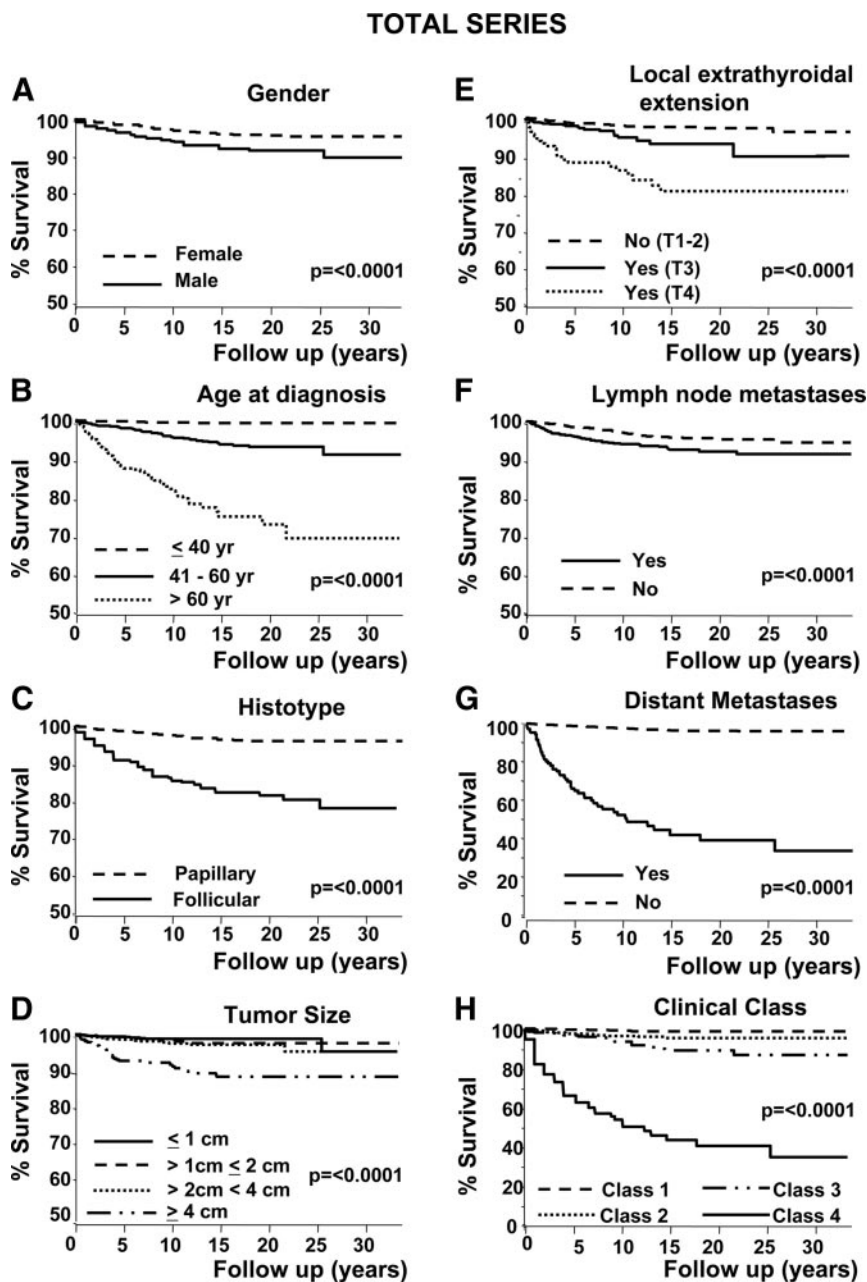 TOTAL SERIES
A
Gender
% Survival
100
90
80
70
60
50
Female
Male
p=<0.0001
0 5 10 15 20 25 30
Follow up (years)
B
Age at diagnosis
% Survival
100
90
80
70
60
50
≤ 40 yr
41 - 60 yr
> 60 yr
p=<0.0001
0 5 10 15 20 25 30
Follow up (years)
C
Histotype
% Survival
100
90
80
70
60
50
Papillary
Follicular
p=<0.0001
0 5 10 15 20 25 30
Follow up (years)
D
Tumor Size
% Survival
100
90
80
70
60
50
≤ 1 cm
> 1cm ≤ 2 cm
> 2cm < 4 cm
≥ 4 cm
p=<0.0001
0 5 10 15 20 25 30
Follow up (years)
E
Local extrathyroidal
extension
% Survival
100
90
80
70
60
50
No (T1-2)
Yes (T3)
Yes (T4)
p=<0.0001
0 5 10 15 20 25 30
Follow up (years)
F
Lymph node metastases
% Survival
100
90
80
70
60
50
Yes
No
p=<0.0001
0 5 10 15 20 25 30
Follow up (years)
G
Distant Metastases
% Survival
100
80
60
40
20
0
Yes
No
p=<0.0001
0 5 10 15 20 25 30
Follow up (years)
H
Clinical Class
% Survival
100
80
60
40
20
0
p=<0.0001
Class 1 Class 3
Class 2 Class 4
0 5 10 15 20 25 30
Follow up (years)